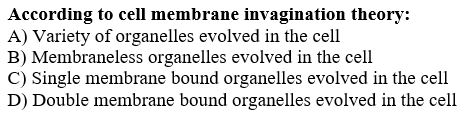 According to cell membrane invagination theory:
A) Variety of organelles evolved in the cell
B) Membraneless organelles evolved in the cell
C) Single membrane bound organelles evolved in the cell
D) Double membrane bound organelles evolved in the cell